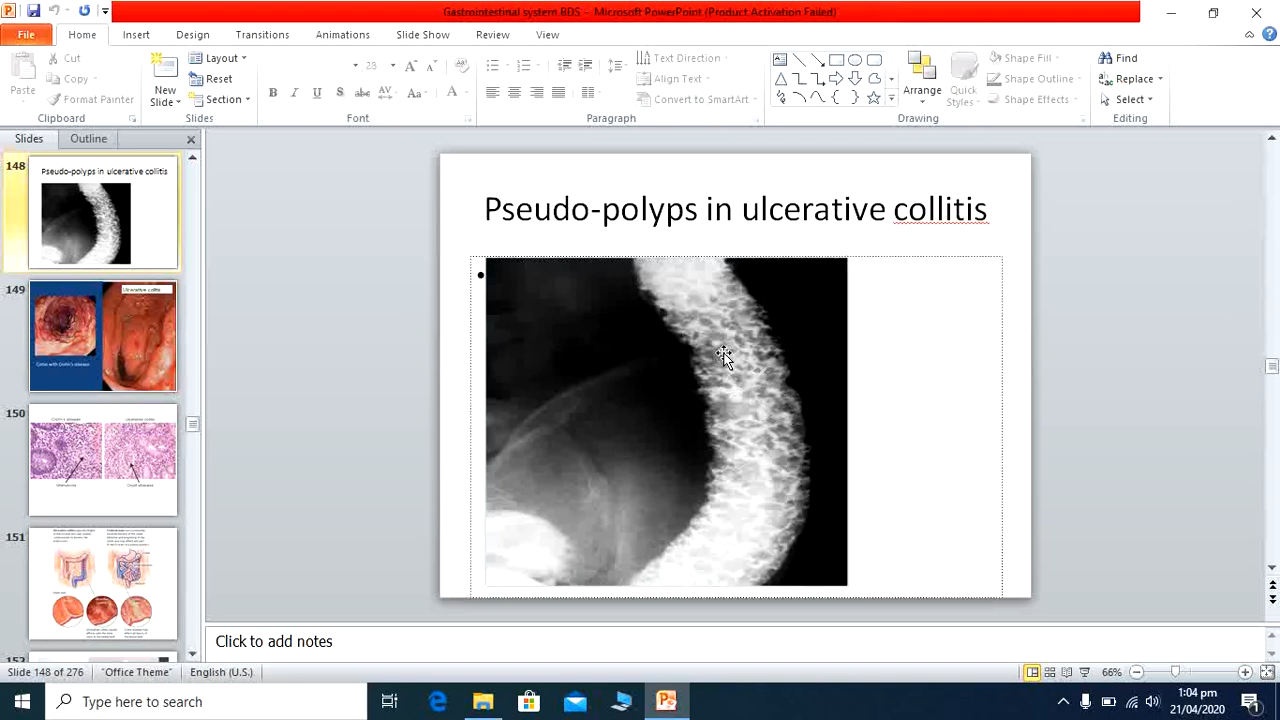 Gastrointestinal system BDS - Microsoft PowerPoint (Product Activation Failed)
File Home Insert Design Transitions Animations Slide Show Review View
Paste
Cut
Copy
Format Painter
Clipboard
New Slide
Layout
Reset
Section
Slides
28
B I U S abc AV Aa A
Font
Text Direction
Align Text
Convert to SmartArt
Paragraph
Arrange
Quick Styles
Shape Fill
Shape Outline
Shape Effects
Drawing
Find
Replace
Select
Editing
Slides Outline
148
Pseudo-polyps in ulcerative collitis
149
150
151
Pseudo-polyps in ulcerative collitis
Click to add notes
Slide 148 of 276 "Office Theme" English (U.S.) 66%
Type here to search
1:04 pm
21/04/2020